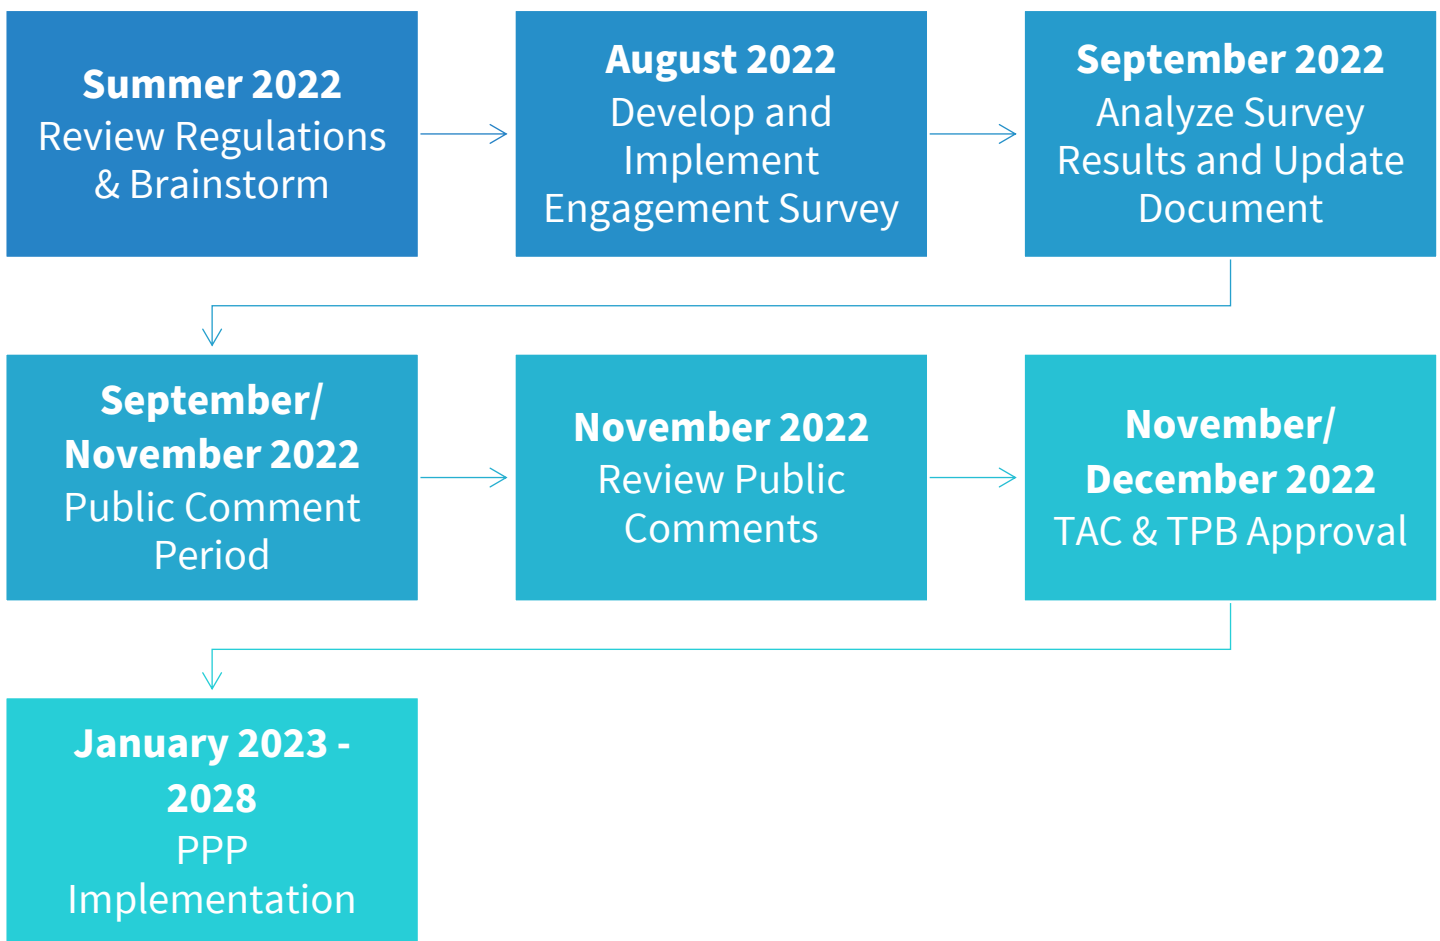 Summer 2022
Review Regulations
& Brainstorm
August 2022
Develop and
Implement
Engagement Survey
September 2022
Analyze Survey
Results and Update
Document
September/
November 2022
Public Comment
Period
November 2022
Review Public
Comments
November/
December 2022
TAC & TPB Approval
January 2023 -
2028
PPP
Implementation